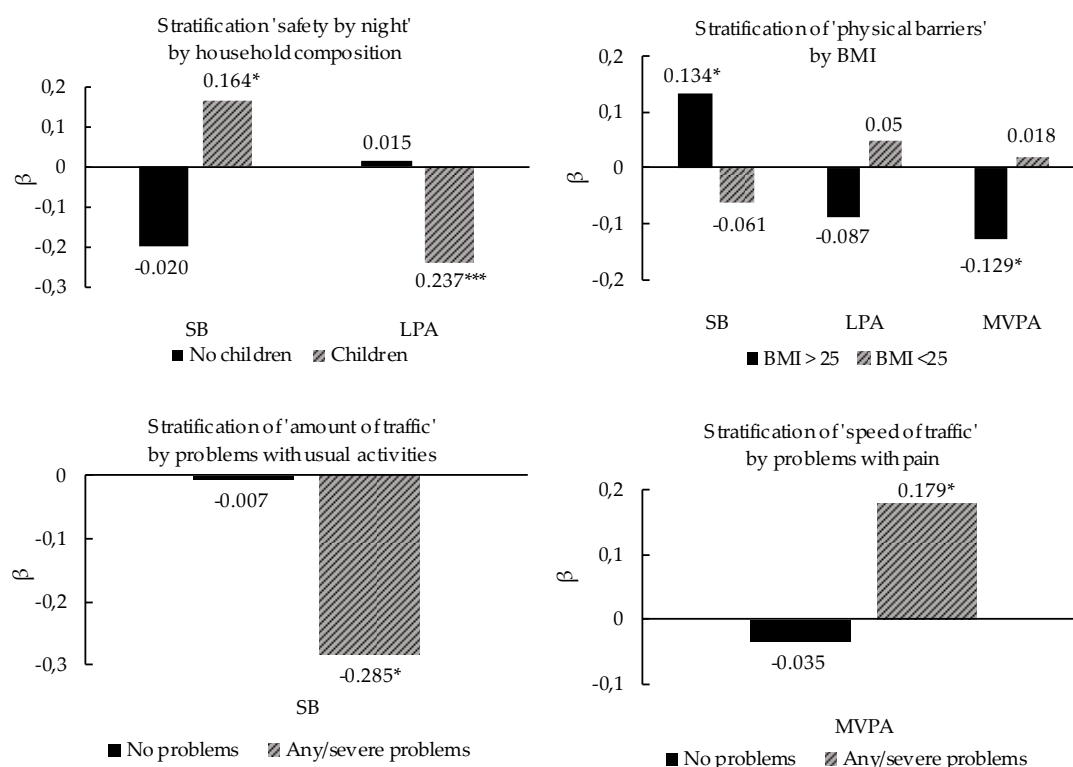 Stratification 'safety by night'
by household composition
0,2
0,1
0
-0,1
-0,2
-0,3
β
0.164*
0.015
-0.020
0.237***
SB
LPA
No children
Children
Stratification of 'physical barriers'
by BMI
0,2
0,1
0
-0,1
-0,2
β
0.134*
0.05
0.018
-0.061
-0.087
-0.129*
SB
LPA
MVPA
BMI > 25
BMI <25
Stratification of 'amount of traffic'
by problems with usual activities
0
-0,1
-0,2
-0,3
β
-0.007
-0.285*
SB
No problems
Any/severe problems
Stratification of 'speed of traffic'
by problems with pain
0,2
0,1
0
-0,1
β
0.179*
-0.035
MVPA
No problems
Any/severe problems